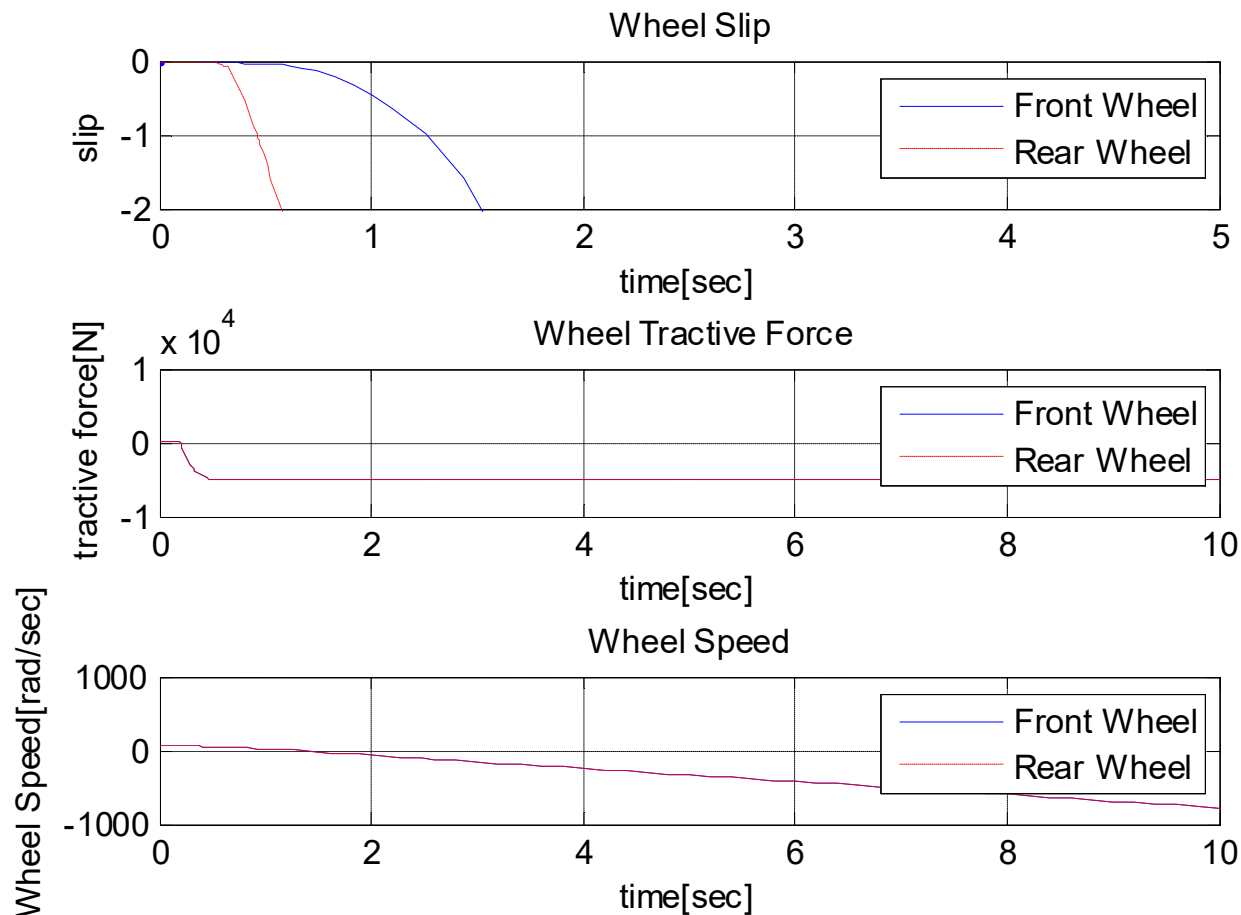 Wheel Slip
0
-1
-2
slip
Front Wheel
Rear Wheel
0 1 2 3 4 5
time[sec]
x 10^4
Wheel Tractive Force
1
0
-1
tractive force[N]
Front Wheel
Rear Wheel
0 2 4 6 8 10
time[sec]
Wheel Speed
1000
0
-1000
Wheel Speed[rad/sec]
Front Wheel
Rear Wheel
0 2 4 6 8 10
time[sec]